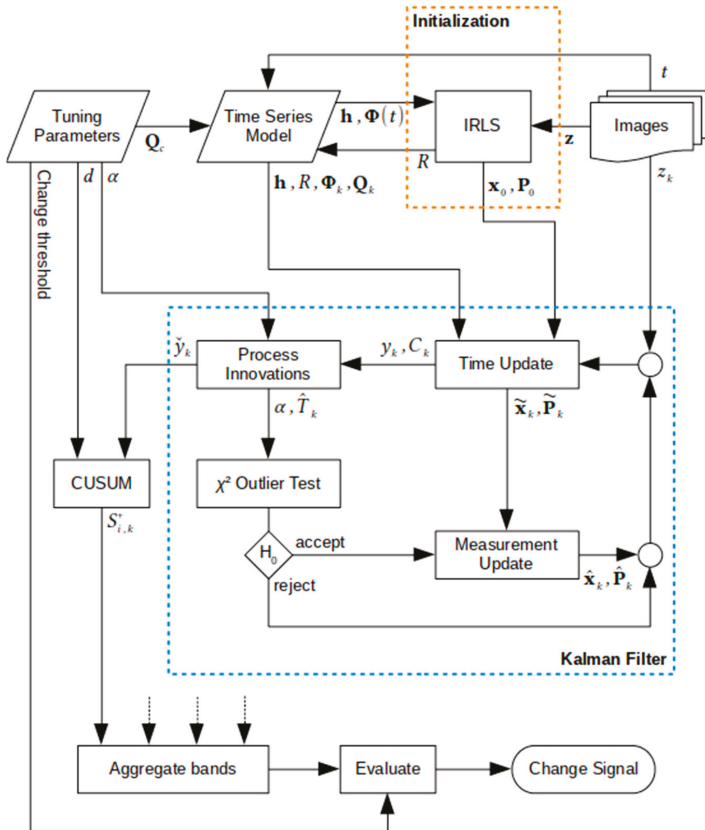 Initialization
t
Tuning
Parameters
Q_c
Time Series
Model
h , Φ(t)
R
IRLS
z
Images
z_k
d
α
Change threshold
h , R , Φ_k , Q_k
x_0 , P_0
y̌_k
Process
Innovations
y_k , C_k
Time Update
α , T̂_k
x̃_k , P̃_k
CUSUM
χ² Outlier Test
S⁺_{i,k}
H_0
accept
reject
Measurement
Update
x̂_k , P̂_k
Kalman Filter
Aggregate bands
Evaluate
Change Signal